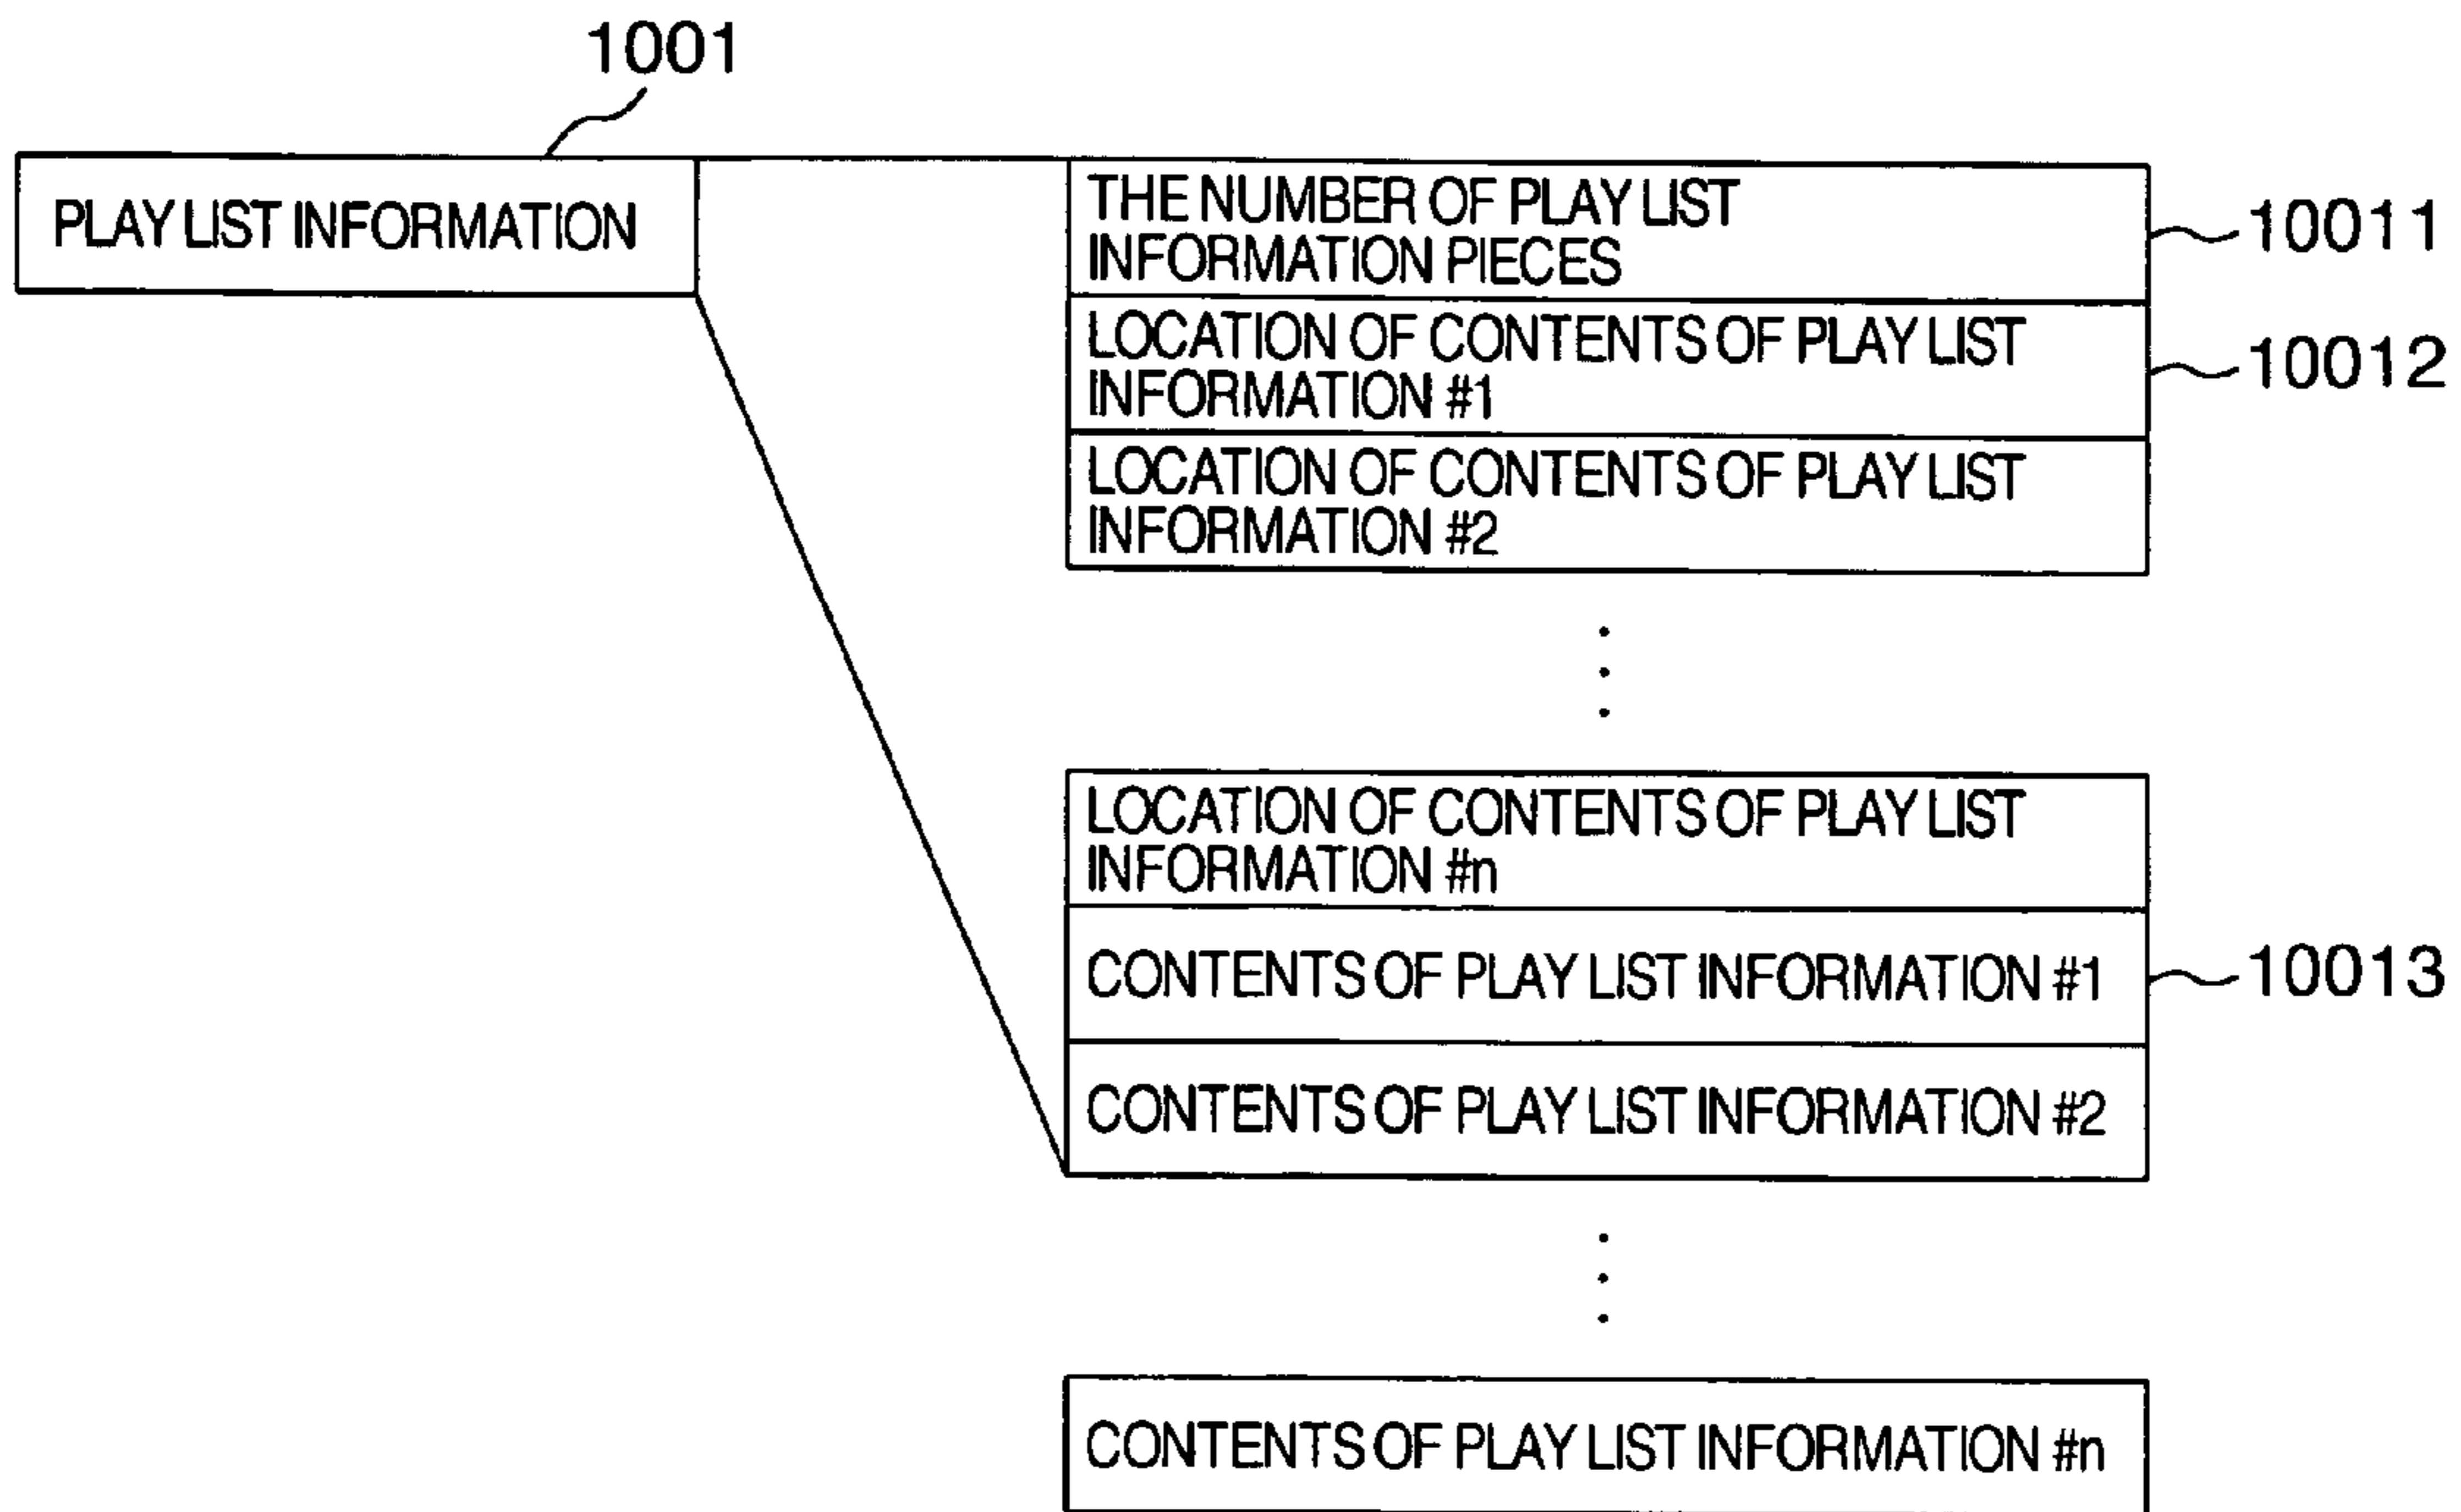 1001
PLAY LIST INFORMATION
THE NUMBER OF PLAY LIST
INFORMATION PIECES
10011
LOCATION OF CONTENTS OF PLAY LIST
INFORMATION #1
10012
LOCATION OF CONTENTS OF PLAY LIST
INFORMATION #2
LOCATION OF CONTENTS OF PLAY LIST
INFORMATION #n
CONTENTS OF PLAY LIST INFORMATION #1
10013
CONTENTS OF PLAY LIST INFORMATION #2
CONTENTS OF PLAY LIST INFORMATION #n